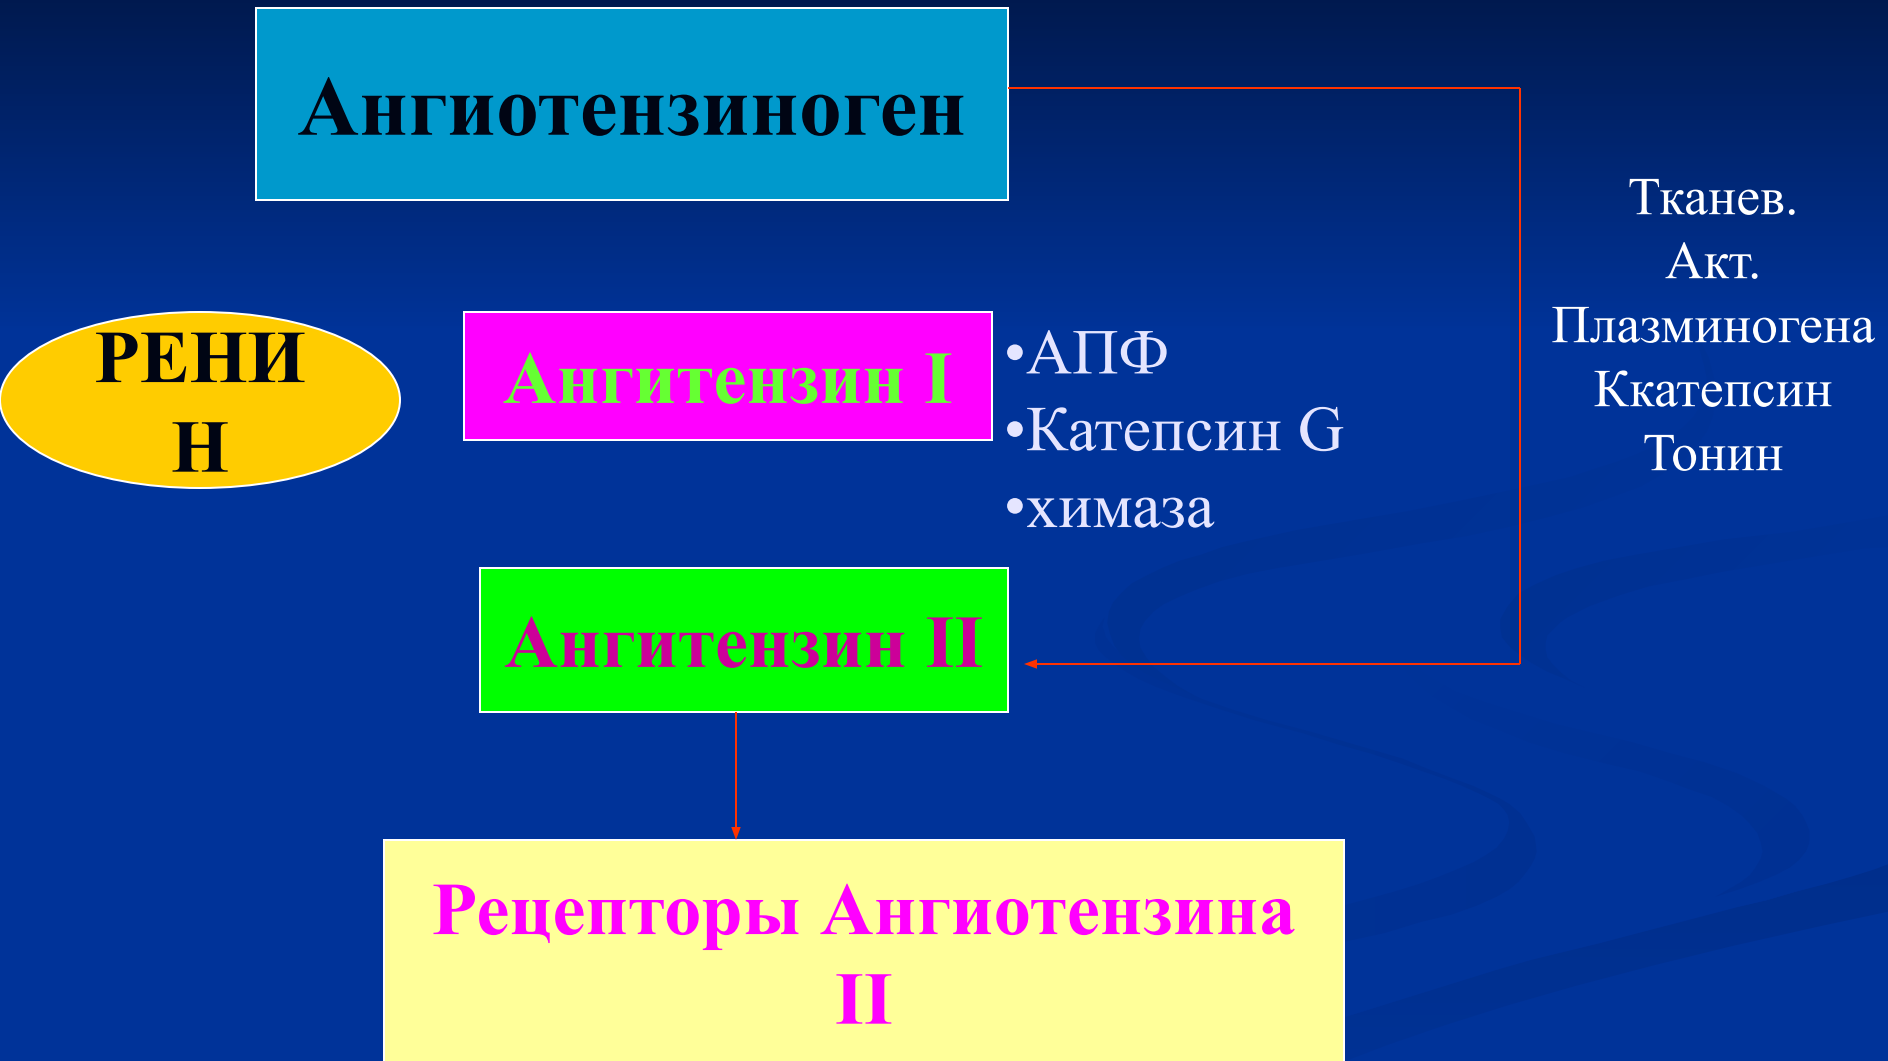 Ангиотензиноген
Тканев.
Акт.
Плазминогена
Ккатепсин
Тонин
РЕНИ
Н
Ангитензин I
•АПФ
•Катепсин G
•химаза
Ангитензин II
Рецепторы Ангиотензина
II